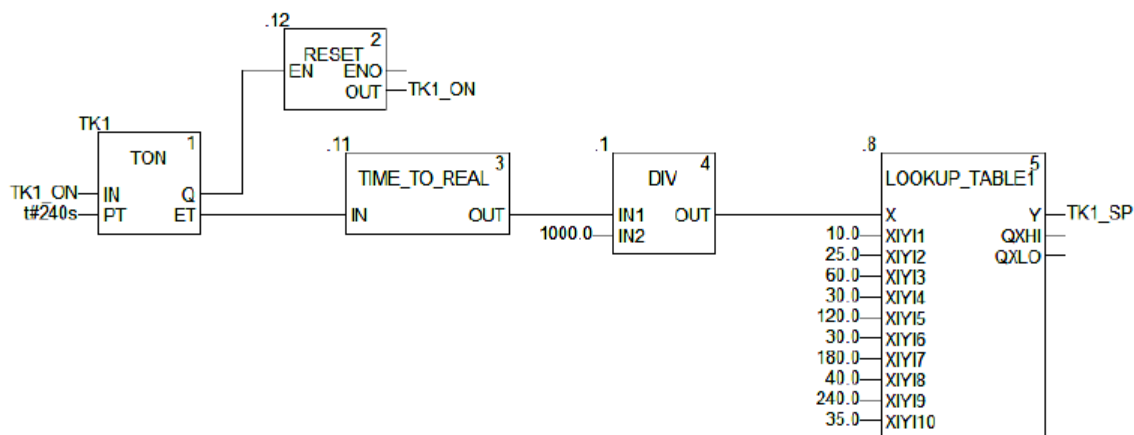 .12
2
RESET
EN ENO
OUT TK1_ON
TK1
1
TON
TK1_ON IN Q
t#240s PT ET
.11
3
TIME_TO_REAL
IN OUT
.1
4
DIV
IN1 OUT
1000.0 IN2
.8
5
LOOKUP_TABLE1
X Y TK1_SP
10.0 XIYI1 QXHI
25.0 XIYI2 QXLO
60.0 XIYI3
30.0 XIYI4
120.0 XIYI5
30.0 XIYI6
180.0 XIYI7
40.0 XIYI8
240.0 XIYI9
35.0 XIYI10